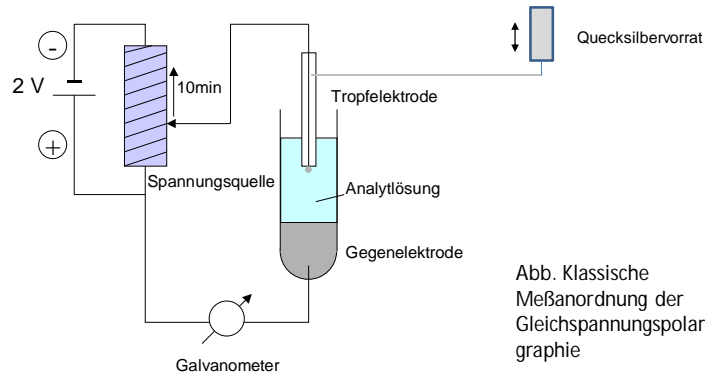 -
Quecksilbervorrat
2 V
10min
Tropfelektrode
+
Spannungsquelle
Analytlösung
Gegenelektrode
Abb. Klassische
Meßanordnung der
Gleichspannungspolar
graphie
Galvanometer